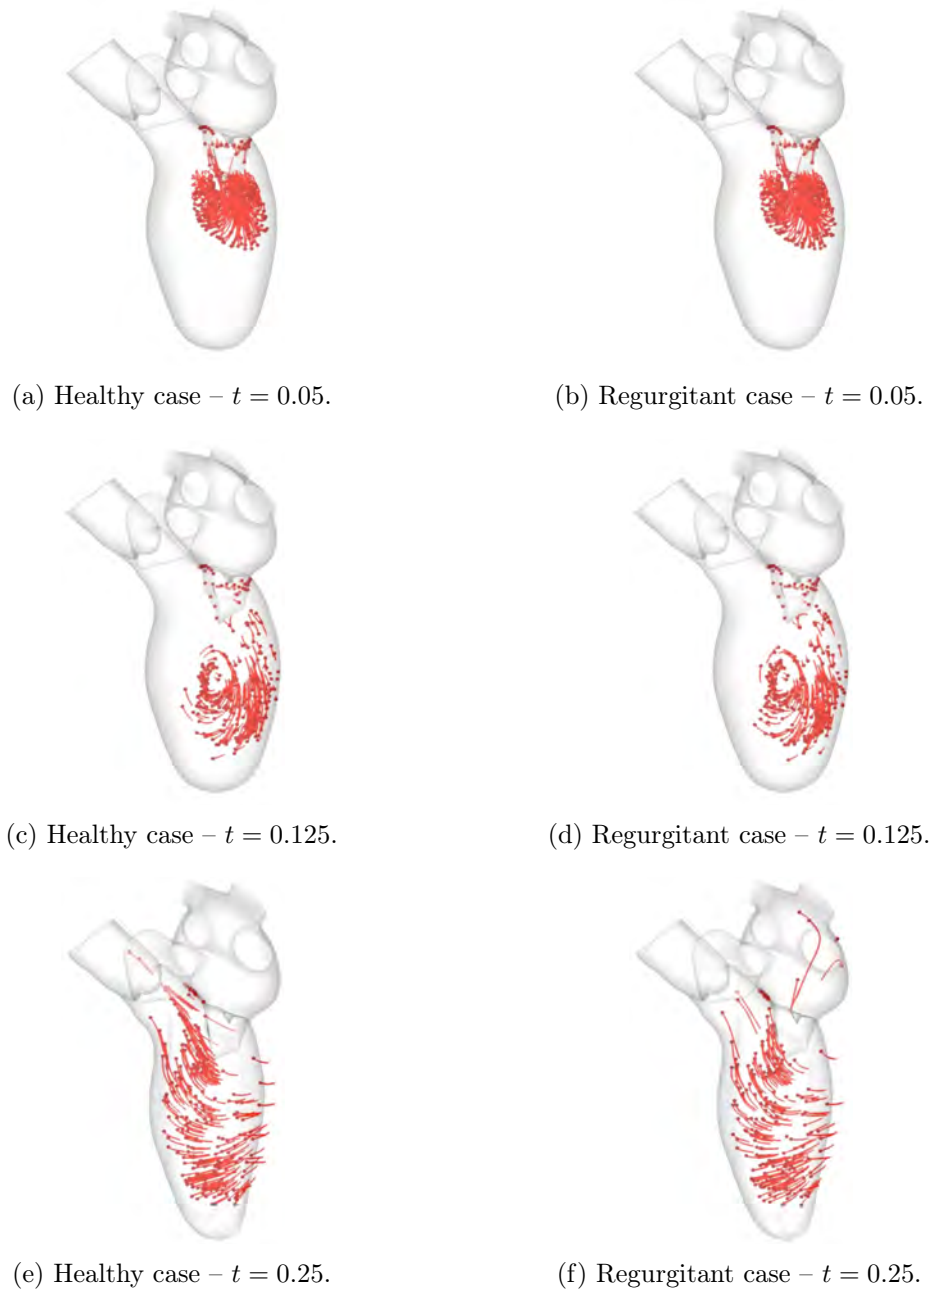 (a) Healthy case – t = 0.05.
(b) Regurgitant case – t = 0.05.
(c) Healthy case – t = 0.125.
(d) Regurgitant case – t = 0.125.
(e) Healthy case – t = 0.25.
(f) Regurgitant case – t = 0.25.